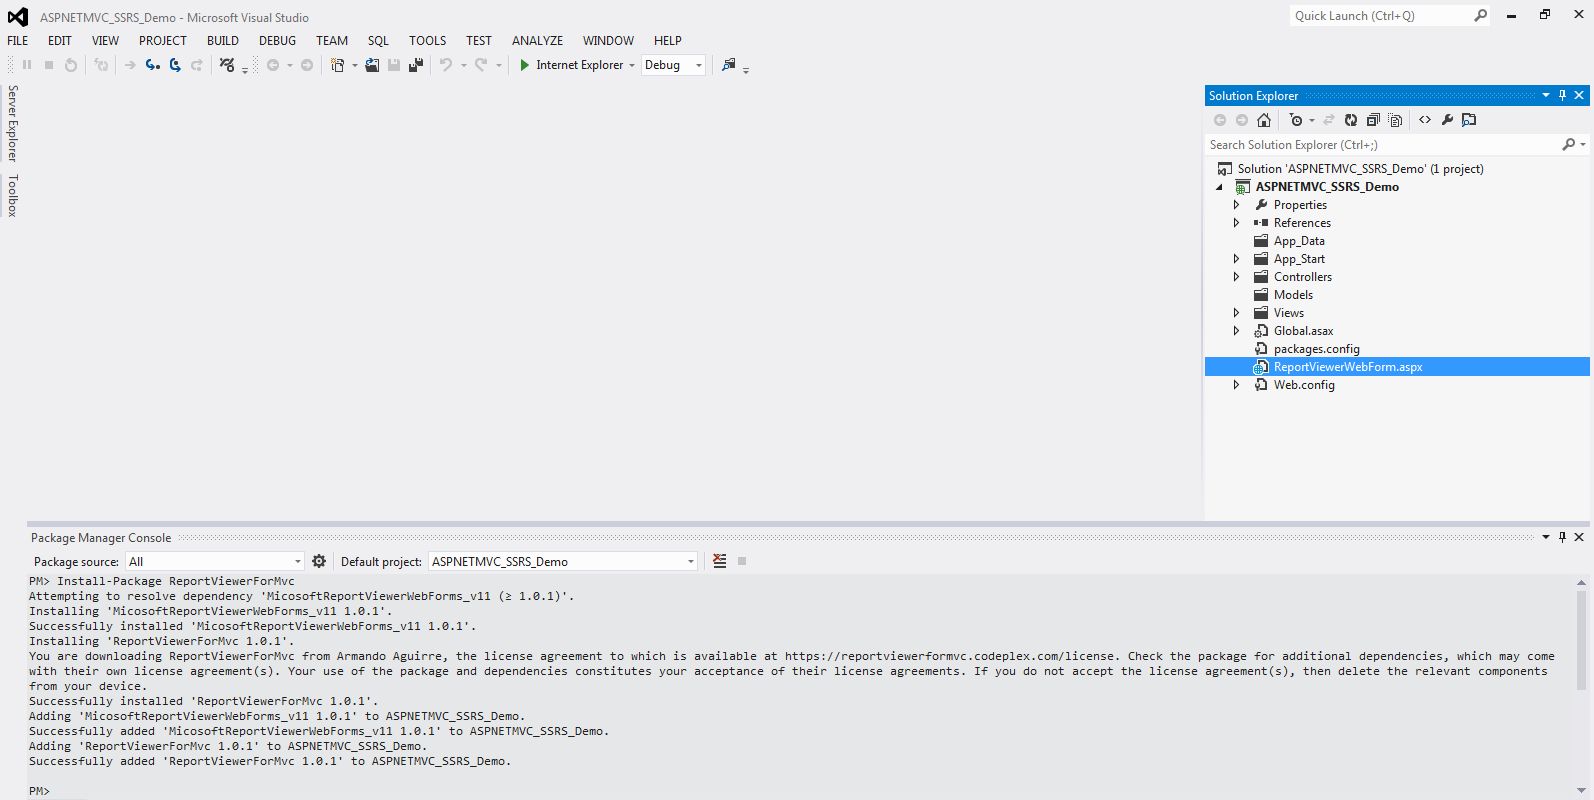 ASPNETMVC_SSRS_Demo - Microsoft Visual Studio
Quick Launch (Ctrl+Q)
FILE EDIT VIEW PROJECT BUILD DEBUG TEAM SQL TOOLS TEST ANALYZE WINDOW HELP
Internet Explorer Debug
Server Explorer
Toolbox
Solution Explorer
Search Solution Explorer (Ctrl+;)
Solution 'ASPNETMVC_SSRS_Demo' (1 project)
ASPNETMVC_SSRS_Demo
Properties
References
App_Data
App_Start
Controllers
Models
Views
Global.asax
packages.config
ReportViewerWebForm.aspx
Web.config
Package Manager Console
Package source: All Default project: ASPNETMVC_SSRS_Demo
PM> Install-Package ReportViewerForMvc
Attempting to resolve dependency 'MicosoftReportViewerWebForms_v11 (≥ 1.0.1)'.
Installing 'MicosoftReportViewerWebForms_v11 1.0.1'.
Successfully installed 'MicosoftReportViewerWebForms_v11 1.0.1'.
Installing 'ReportViewerForMvc 1.0.1'.
You are downloading ReportViewerForMvc from Armando Aguirre, the license agreement to which is available at https://reportviewerformvc.codeplex.com/license. Check the package for additional dependencies, which may come
with their own license agreement(s). Your use of the package and dependencies constitutes your acceptance of their license agreements. If you do not accept the license agreement(s), then delete the relevant components
from your device.
Successfully installed 'ReportViewerForMvc 1.0.1'.
Adding 'MicosoftReportViewerWebForms_v11 1.0.1' to ASPNETMVC_SSRS_Demo.
Successfully added 'MicosoftReportViewerWebForms_v11 1.0.1' to ASPNETMVC_SSRS_Demo.
Adding 'ReportViewerForMvc 1.0.1' to ASPNETMVC_SSRS_Demo.
Successfully added 'ReportViewerForMvc 1.0.1' to ASPNETMVC_SSRS_Demo.
PM>